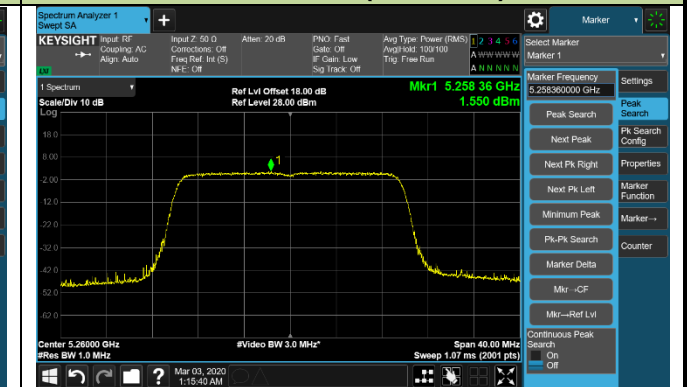 Spectrum Analyzer 1
Swept SA
Marker
KEYSIGHT
Input: RF
Coupling: AC
Align: Auto
Input Z: 50 Ω
Corrections: Off
Freq Ref: Int (S)
NFE: Off
Atten: 20 dB
PNO: Fast
Gate: Off
IF Gain: Low
Sig Track: Off
Avg Type: Power (RMS)
Avg|Hold: 100/100
Trig: Free Run
1 2 3 4 5 6
A W W W W W
A N N N N N
LV
Select Marker
Marker 1
1 Spectrum
Scale/Div 10 dB
Log
Ref Lvl Offset 18.00 dB
Ref Level 28.00 dBm
Mkr1 5.258 36 GHz
1.550 dBm
1
18.0
8.00
-2.00
-12.0
-22.0
-32.0
-42.0
-52.0
-62.0
Center 5.26000 GHz
#Res BW 1.0 MHz
#Video BW 3.0 MHz*
Span 40.00 MHz
Sweep 1.07 ms (2001 pts)
Marker Frequency
5.258360000 GHz
Peak Search
Next Peak
Next Pk Right
Next Pk Left
Minimum Peak
Pk-Pk Search
Marker Delta
Mkr→CF
Mkr→Ref Lvl
Continuous Peak
Search
On
Off
Settings
Peak
Search
Pk Search
Config
Properties
Marker
Function
Marker→
Counter
?
Mar 03, 2020
1:15:40 AM